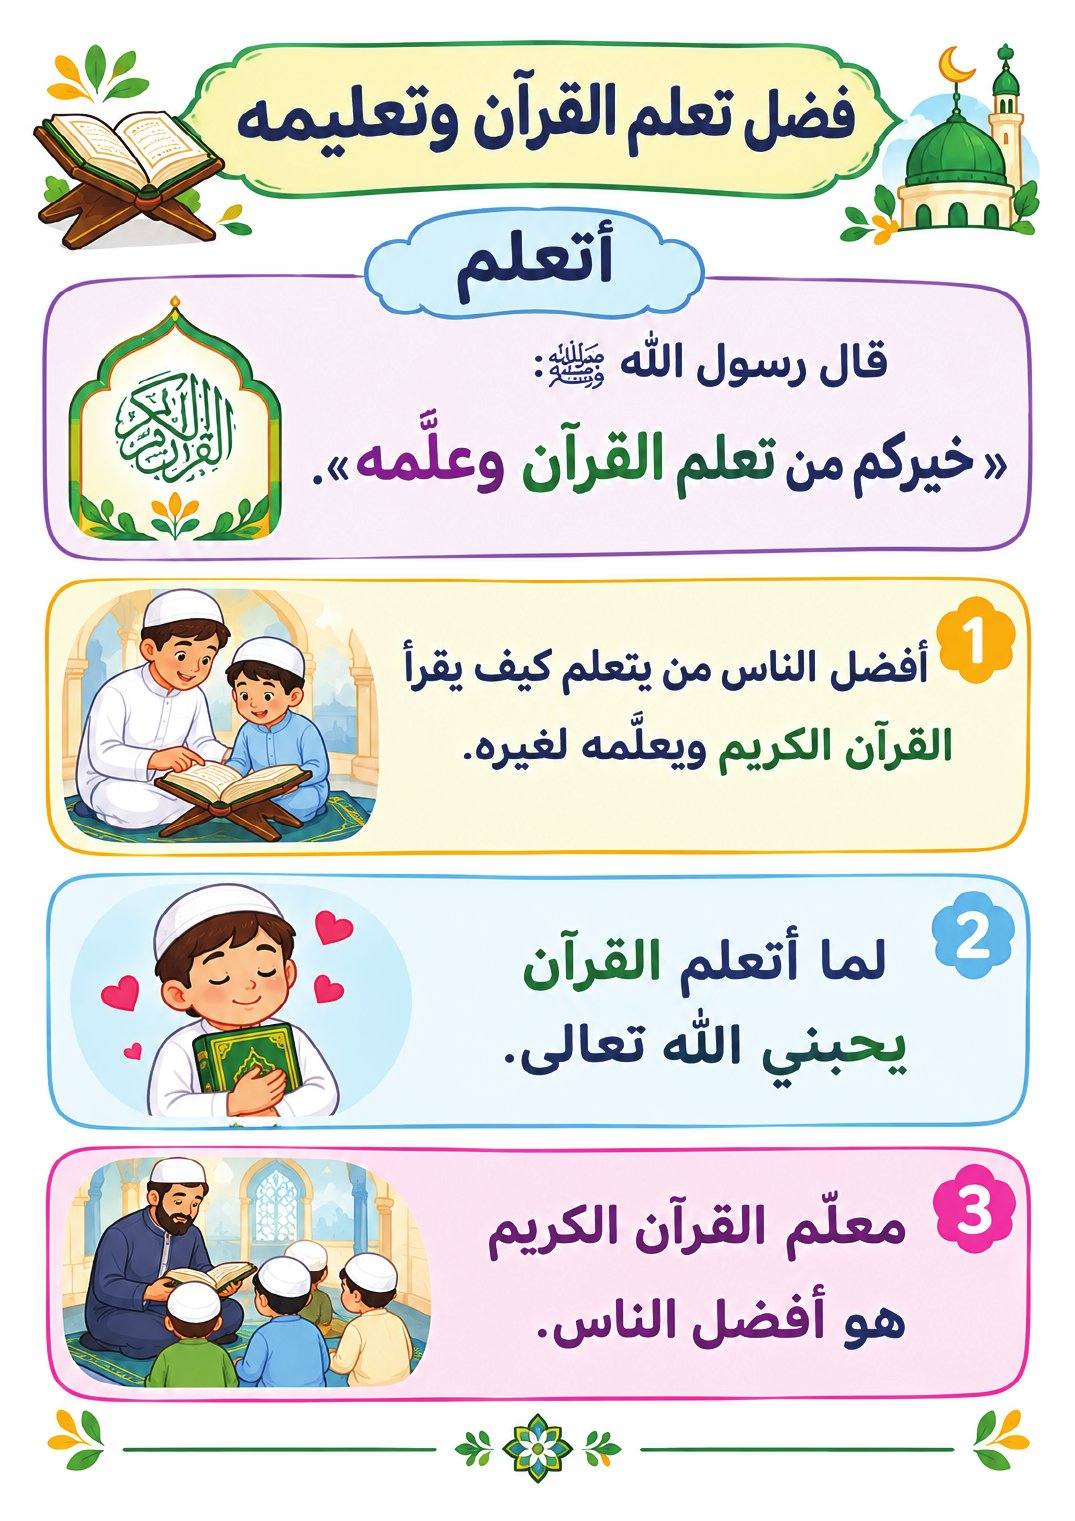 فضل تعلم القرآن وتعليمه
أتعلم
قال رسول الله ﷺ:
« خيركم من تعلم القرآن وعلَّمه».
القرآن الكريم
1
أفضل الناس من يتعلم كيف يقرأ
القرآن الكريم ويعلَّمه لغيره.
2
لما أتعلم القرآن
يحبني الله تعالى.
3
معلّم القرآن الكريم
هو أفضل الناس.